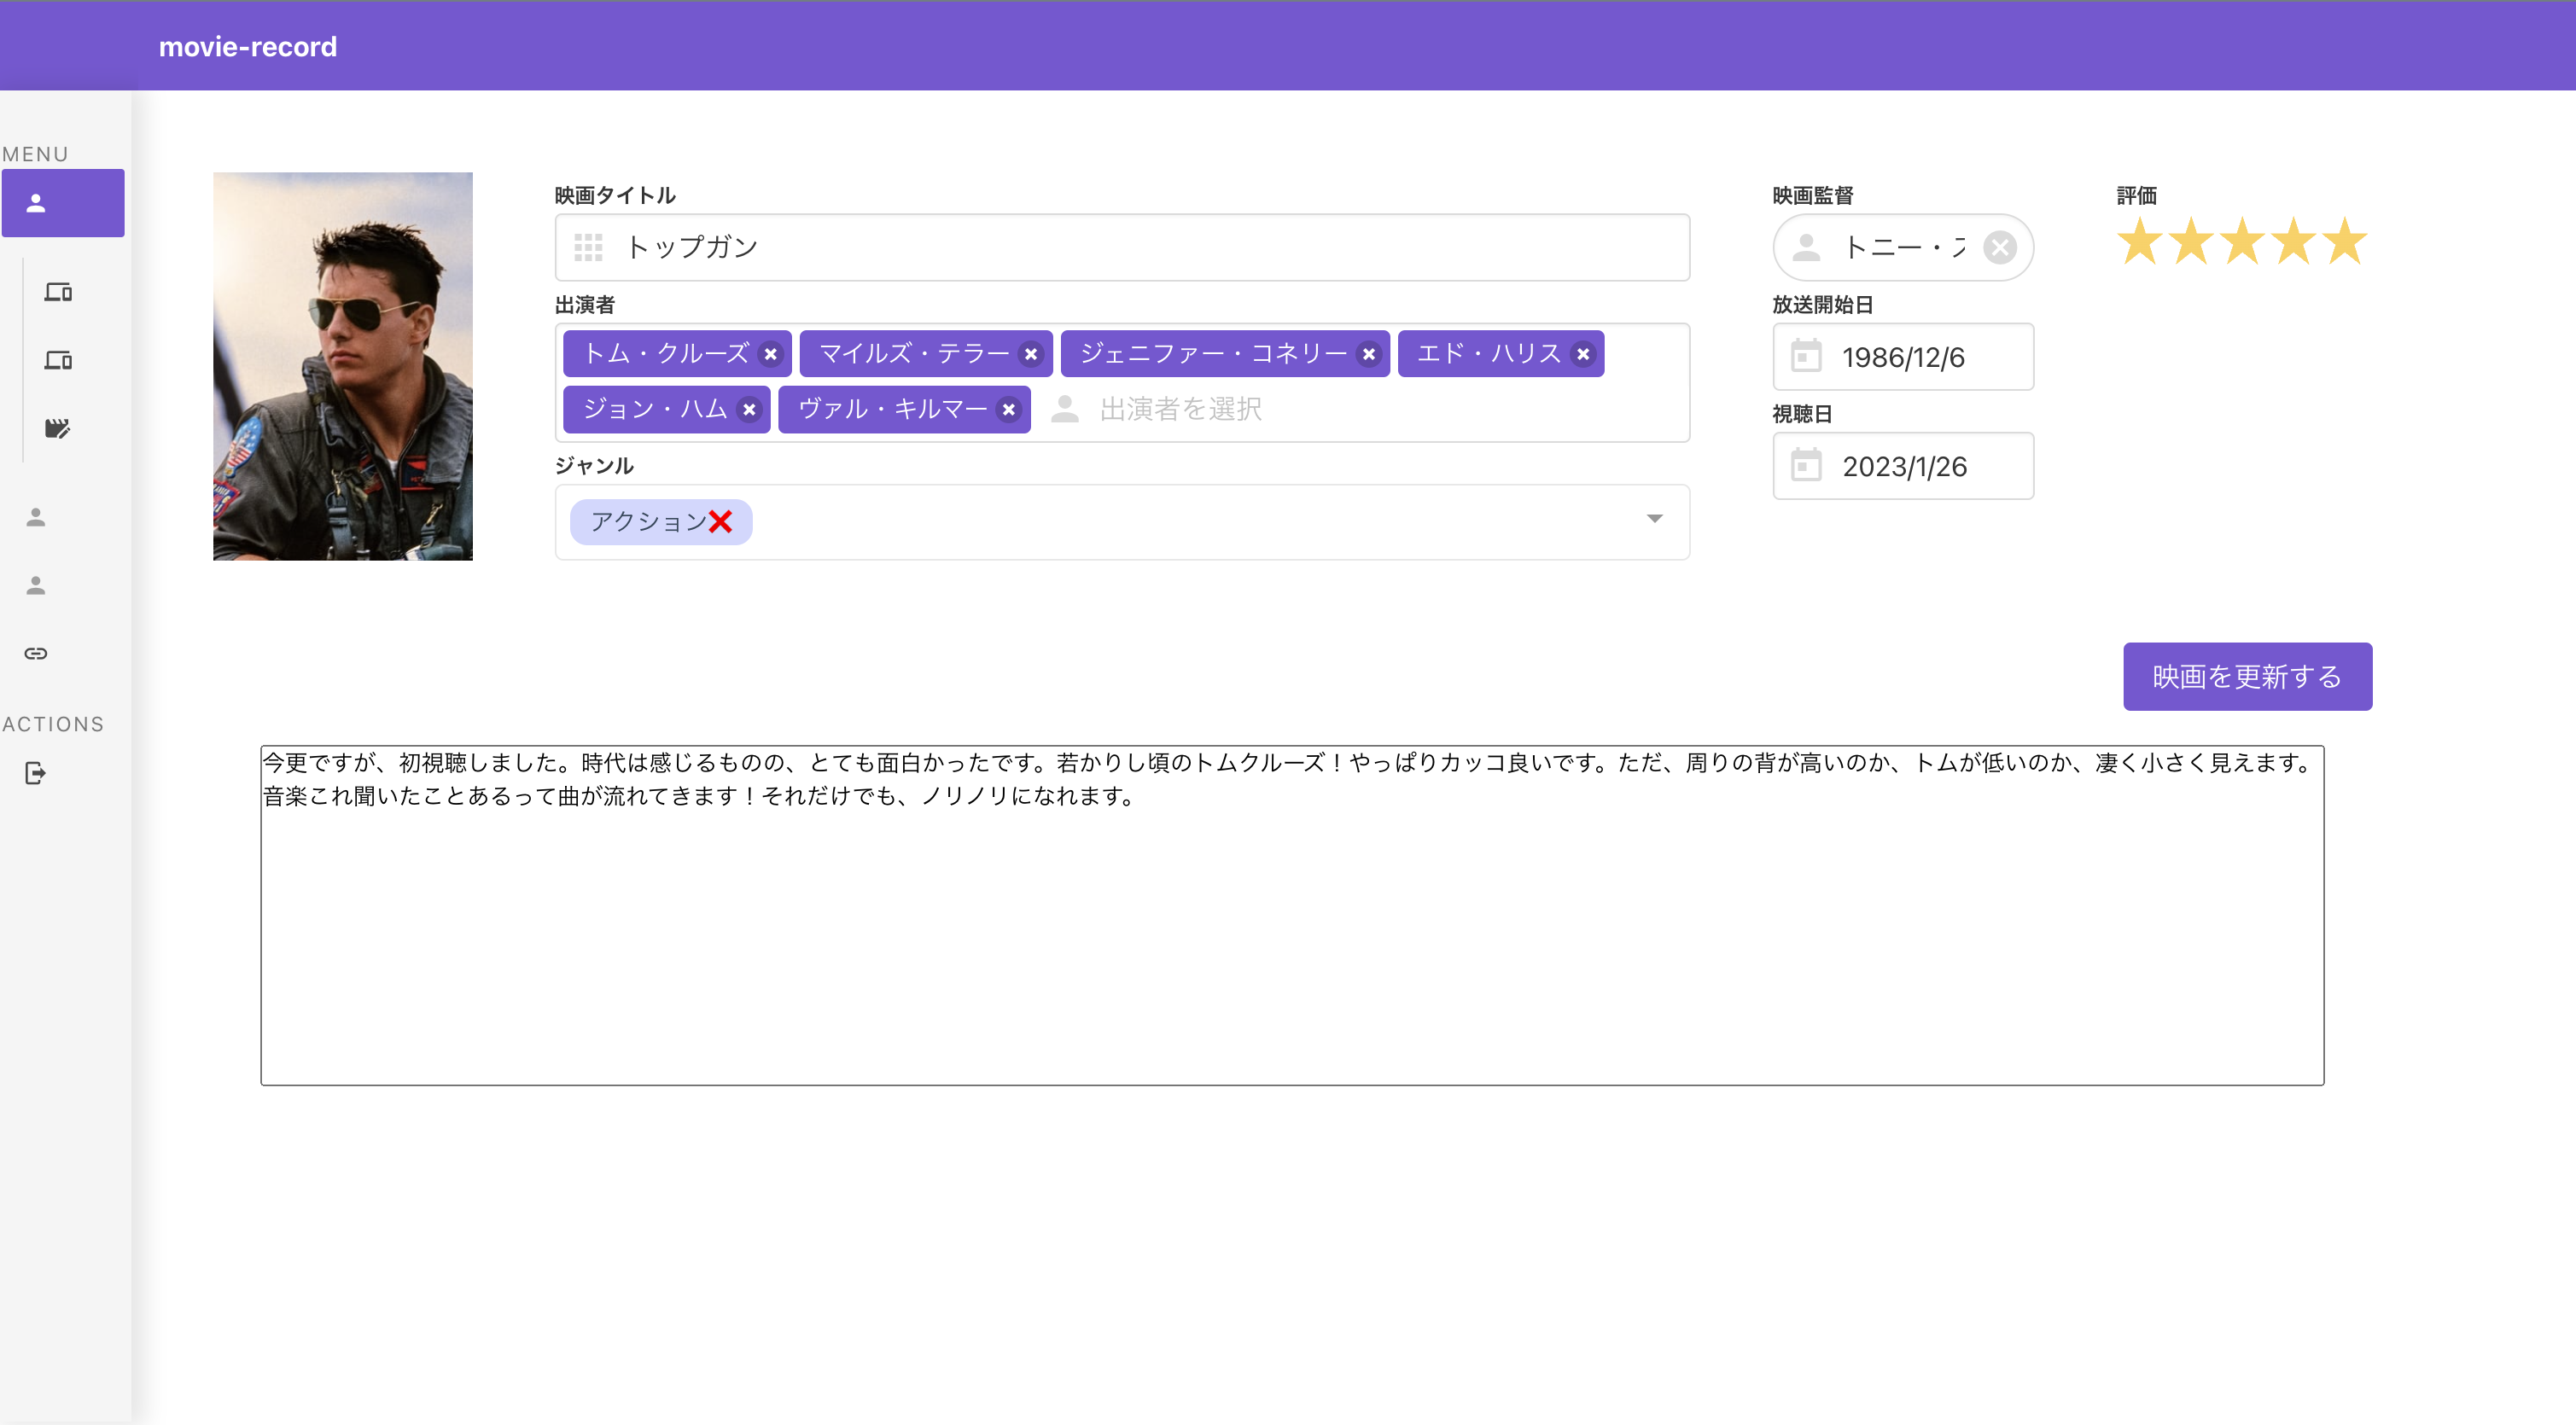 movie-record
MENU
ACTIONS
映画タイトル
トップガン
出演者
トム・クルーズ
マイルズ・テラー
ジェニファー・コネリー
エド・ハリス
ジョン・ハム
ヴァル・キルマー
出演者を選択
ジャンル
アクション
映画監督
トニー・
放送開始日
1986/12/6
視聴日
2023/1/26
評価
映画を更新する
今更ですが、初視聴しました。時代は感じるものの、とても面白かったです。若かりし頃のトムクルーズ！やっぱりカッコ良いです。ただ、周りの背が高いのか、トムが低いのか、凄く小さく見えます。
音楽これ聞いたことあるって曲が流れてきます！それだけでも、ノリノリになれます。